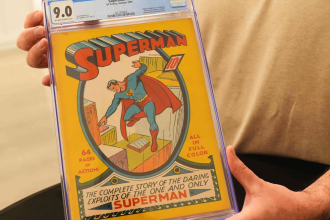 9.0
SUPERMAN
10¢
64
PAGES
OF
ACTION!
ALL IN
FULL
COLOR
THE COMPLETE STORY OF THE DARING
EXPLOITS OF THE ONE AND ONLY
SUPERMAN